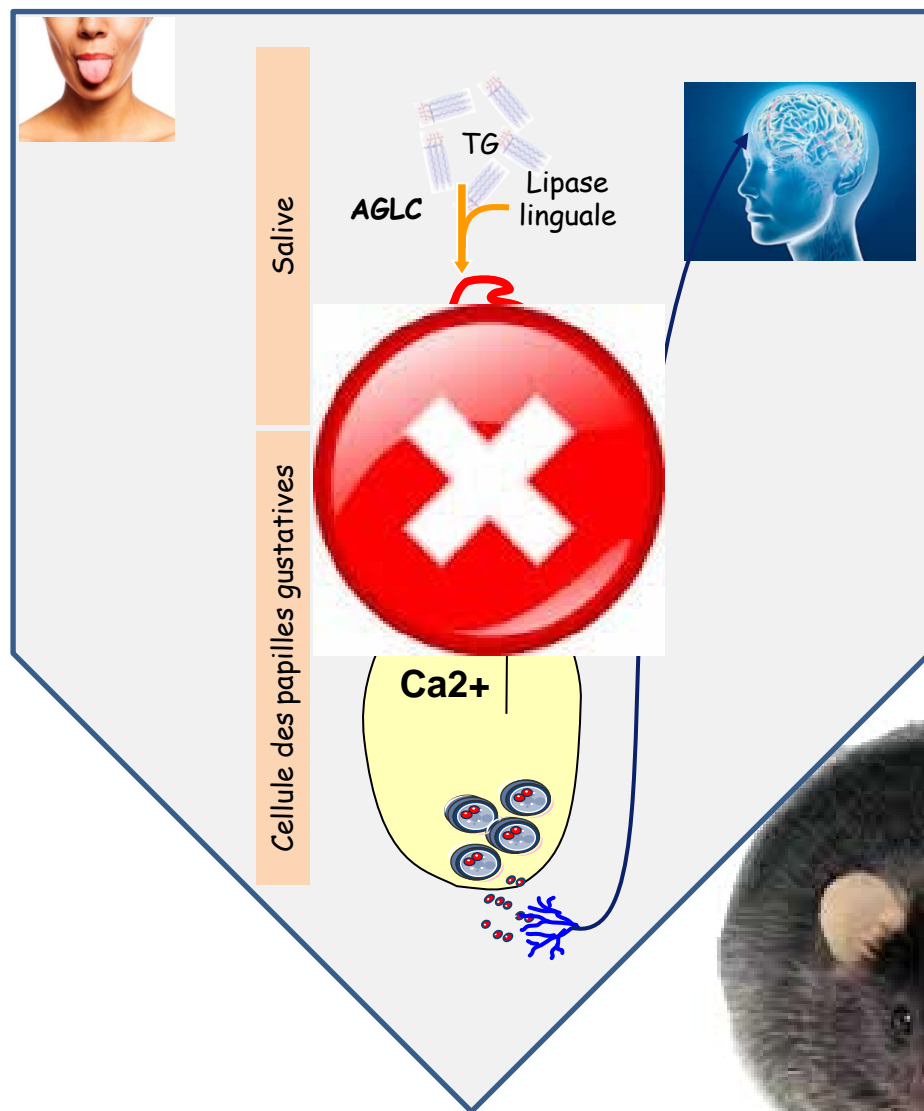 TG
Lipase
linguale
AGLC
Salive
Cellule des papilles gustatives
Ca2+